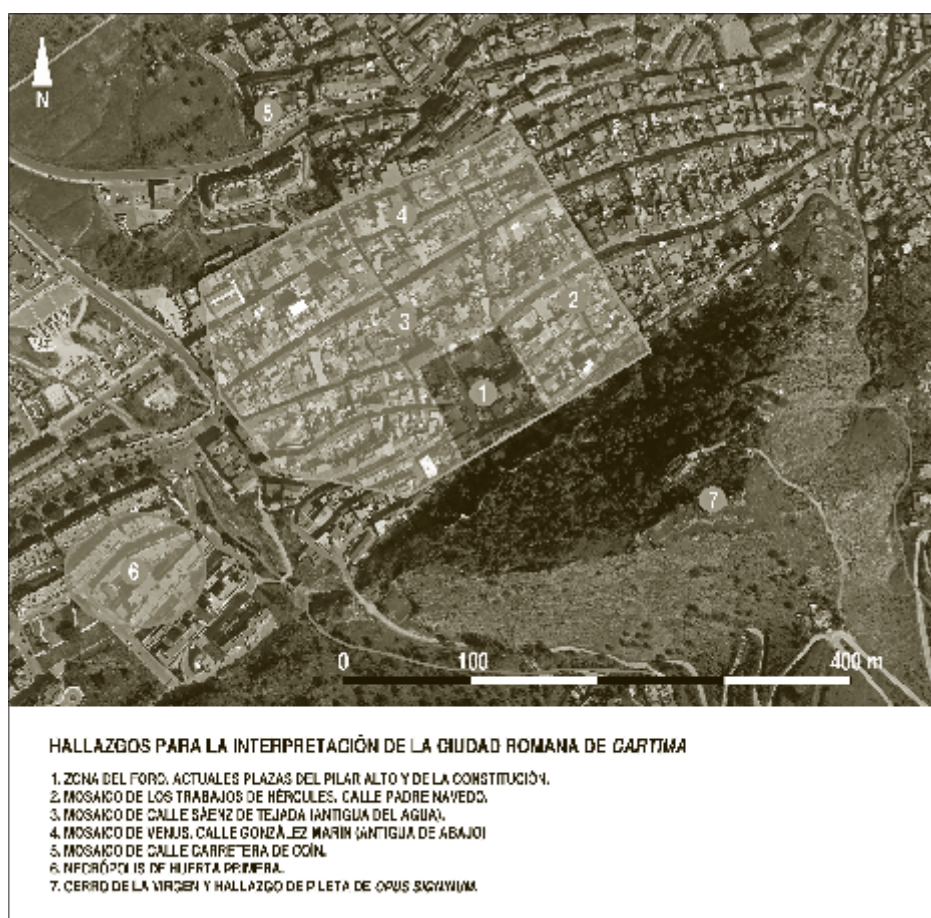 N
5
4
2
3
1
7
6
0 100 400 m
HALLAZGOS PARA LA INTERPRETACIÓN DE LA CIUDAD ROMANA DE CARTIMA
1. ZONA DEL FORO. ACTUALES PLAZAS DEL PILAR ALTO Y DE LA CONSTITUCIÓN.
2. MOSAICO DE LOS TRABAJOS DE HÉRCULES. CALLE PADRE NAVEDO.
3. MOSAICO DE CALLE SÁENZ DE TEJADA (ANTIGUA DEL AGUA).
4. MOSAICO DE VENUS. CALLE GONZÁLEZ MARÍN (ANTIGUA DE ABAJO)
5. MOSAICO DE CALLE CARRETERA DE COÍN.
6. NECRÓPOLIS DE HUERTA PRIMERA.
7. CERRO DE LA VIRGEN Y HALLAZGO DE PILETA DE OPUS SIGNINUM.